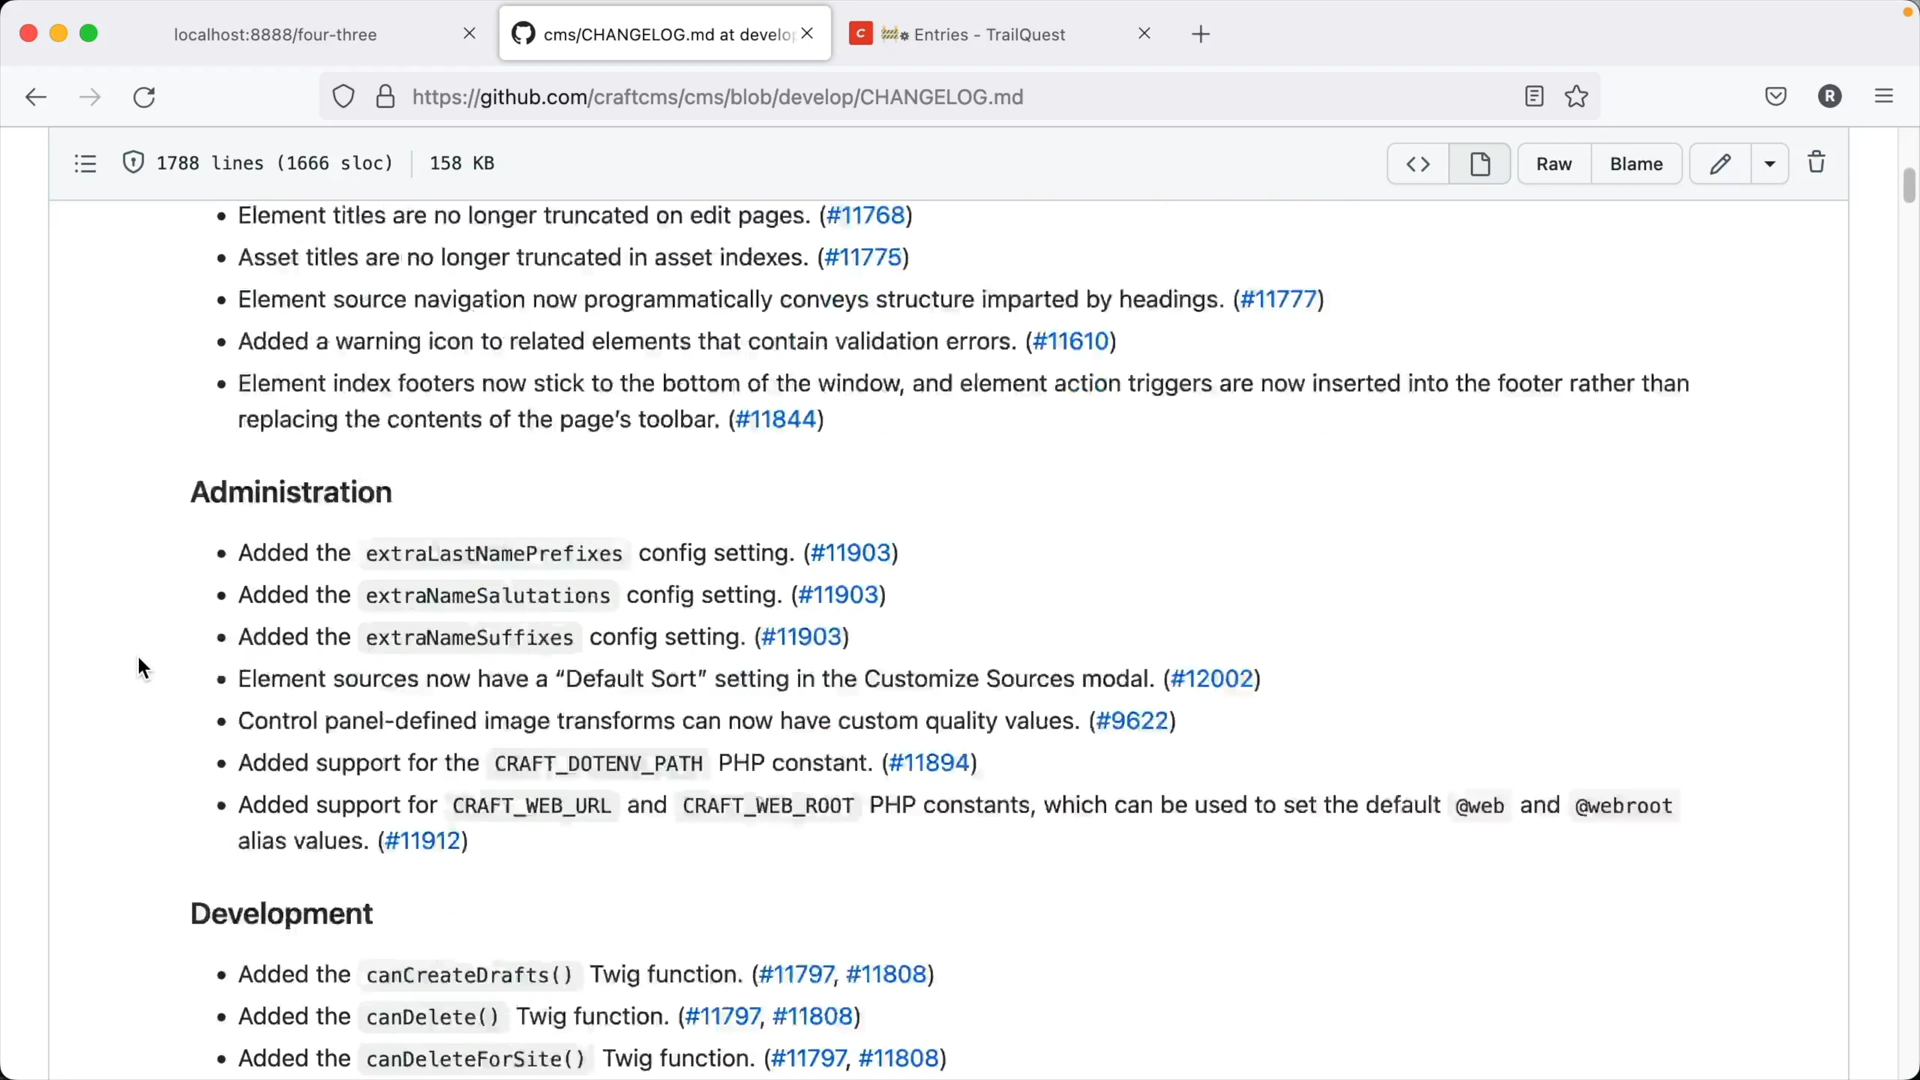 localhost:8888/four-three
cms/CHANGELOG.md at develop
C
Entries - TrailQuest
https://github.com/craftcms/cms/blob/develop/CHANGELOG.md
R
1788 lines (1666 sloc)
158 KB
Raw
Blame
• Element titles are no longer truncated on edit pages. (#11768)
• Asset titles are no longer truncated in asset indexes. (#11775)
• Element source navigation now programmatically conveys structure imparted by headings. (#11777)
• Added a warning icon to related elements that contain validation errors. (#11610)
• Element index footers now stick to the bottom of the window, and element action triggers are now inserted into the footer rather than
replacing the contents of the page’s toolbar. (#11844)
Administration
• Added the extraLastNamePrefixes config setting. (#11903)
• Added the extraNameSalutations config setting. (#11903)
• Added the extraNameSuffixes config setting. (#11903)
• Element sources now have a “Default Sort” setting in the Customize Sources modal. (#12002)
• Control panel-defined image transforms can now have custom quality values. (#9622)
• Added support for the CRAFT_DOTENV_PATH PHP constant. (#11894)
• Added support for CRAFT_WEB_URL and CRAFT_WEB_ROOT PHP constants, which can be used to set the default @web and @webroot
alias values. (#11912)
Development
• Added the canCreateDrafts() Twig function. (#11797, #11808)
• Added the canDelete() Twig function. (#11797, #11808)
• Added the canDeleteForSite() Twig function. (#11797, #11808)